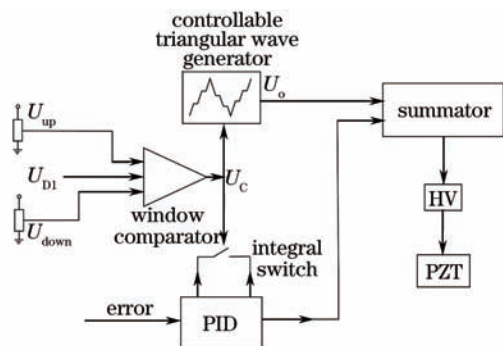 controllable
triangular wave
generator
U_o
summator
U_up
U_D1
U_down
U_C
window
comparator
integral
switch
HV
PZT
error
PID